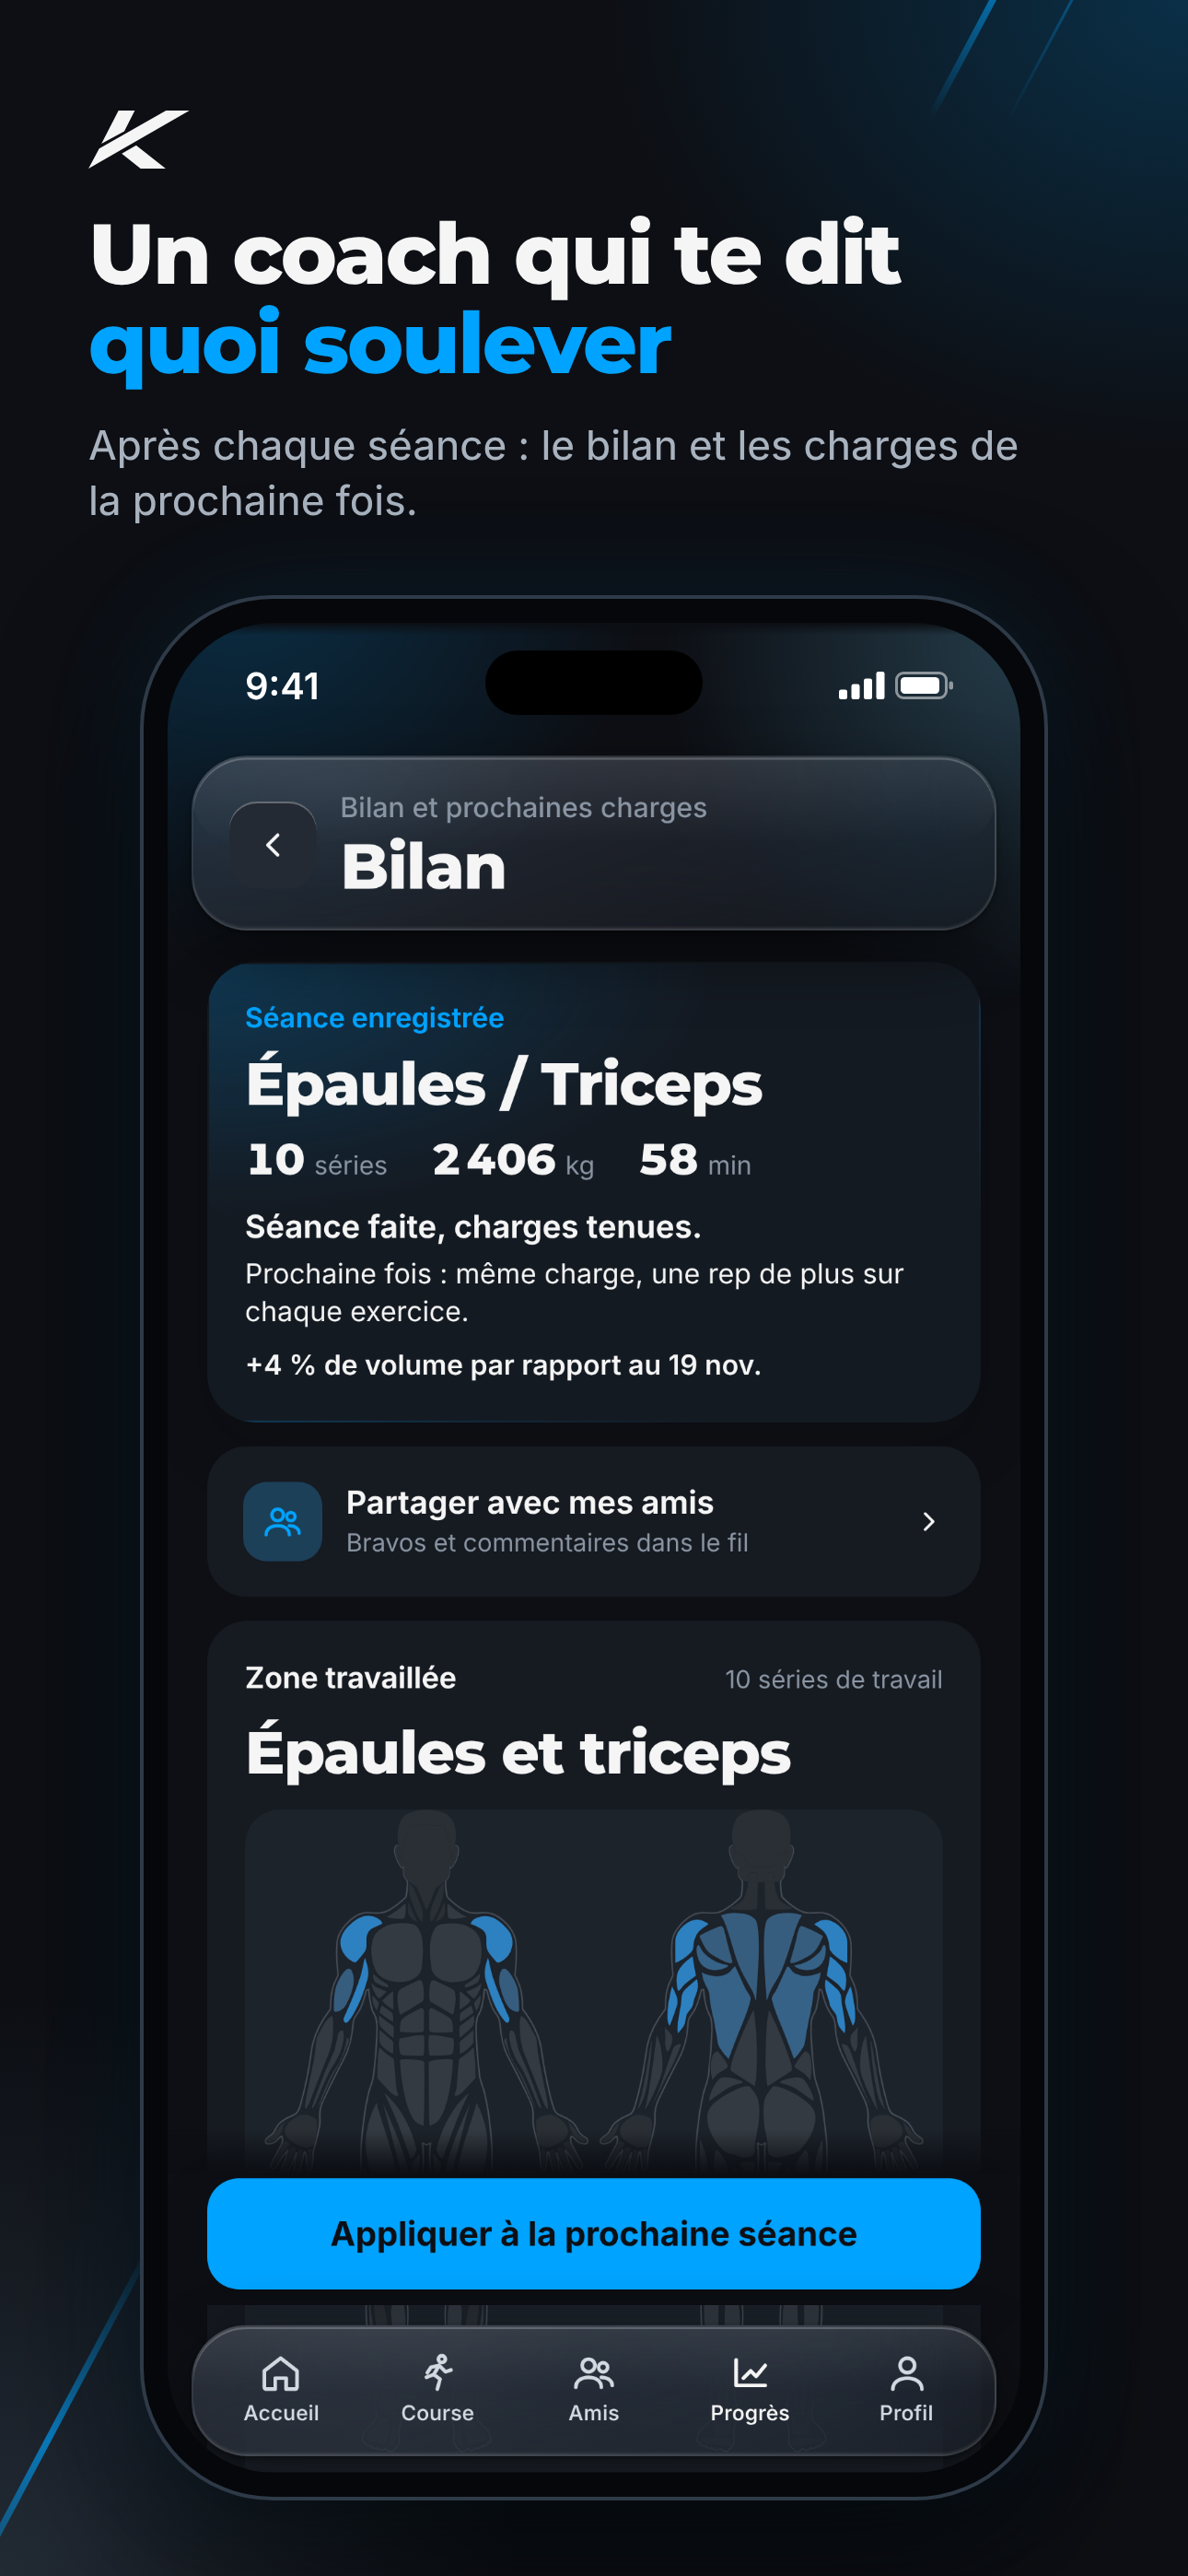 Un coach qui te dit
quoi soulever
Après chaque séance : le bilan et les charges de
la prochaine fois.
9:41
Bilan et prochaines charges
Bilan
Séance enregistrée
Épaules / Triceps
10 séries 2 406 kg 58 min
Séance faite, charges tenues.
Prochaine fois : même charge, une rep de plus sur
chaque exercice.
+4 % de volume par rapport au 19 nov.
Partager avec mes amis
Bravos et commentaires dans le fil
Zone travaillée 10 séries de travail
Épaules et triceps
Appliquer à la prochaine séance
Accueil Course Amis Progrès Profil